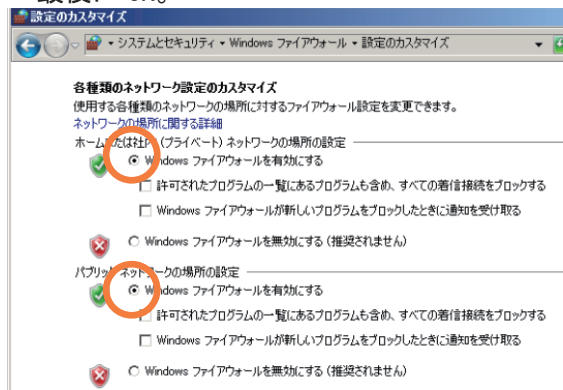 設定のカスタマイズ
システムとセキュリティ ▸ Windows ファイアウォール ▸ 設定のカスタマイズ
各種類のネットワーク設定のカスタマイズ
使用する各種類のネットワークの場所に対するファイアウォール設定を変更できます。
ネットワークの場所に関する詳細
ホームまたは社内 (プライベート) ネットワークの場所の設定
Windows ファイアウォールを有効にする
許可されたプログラムの一覧にあるプログラムも含め、すべての着信接続をブロックする
Windows ファイアウォールが新しいプログラムをブロックしたときに通知を受け取る
Windows ファイアウォールを無効にする (推奨されません)
パブリック ネットワークの場所の設定
Windows ファイアウォールを有効にする
許可されたプログラムの一覧にあるプログラムも含め、すべての着信接続をブロックする
Windows ファイアウォールが新しいプログラムをブロックしたときに通知を受け取る
Windows ファイアウォールを無効にする (推奨されません)